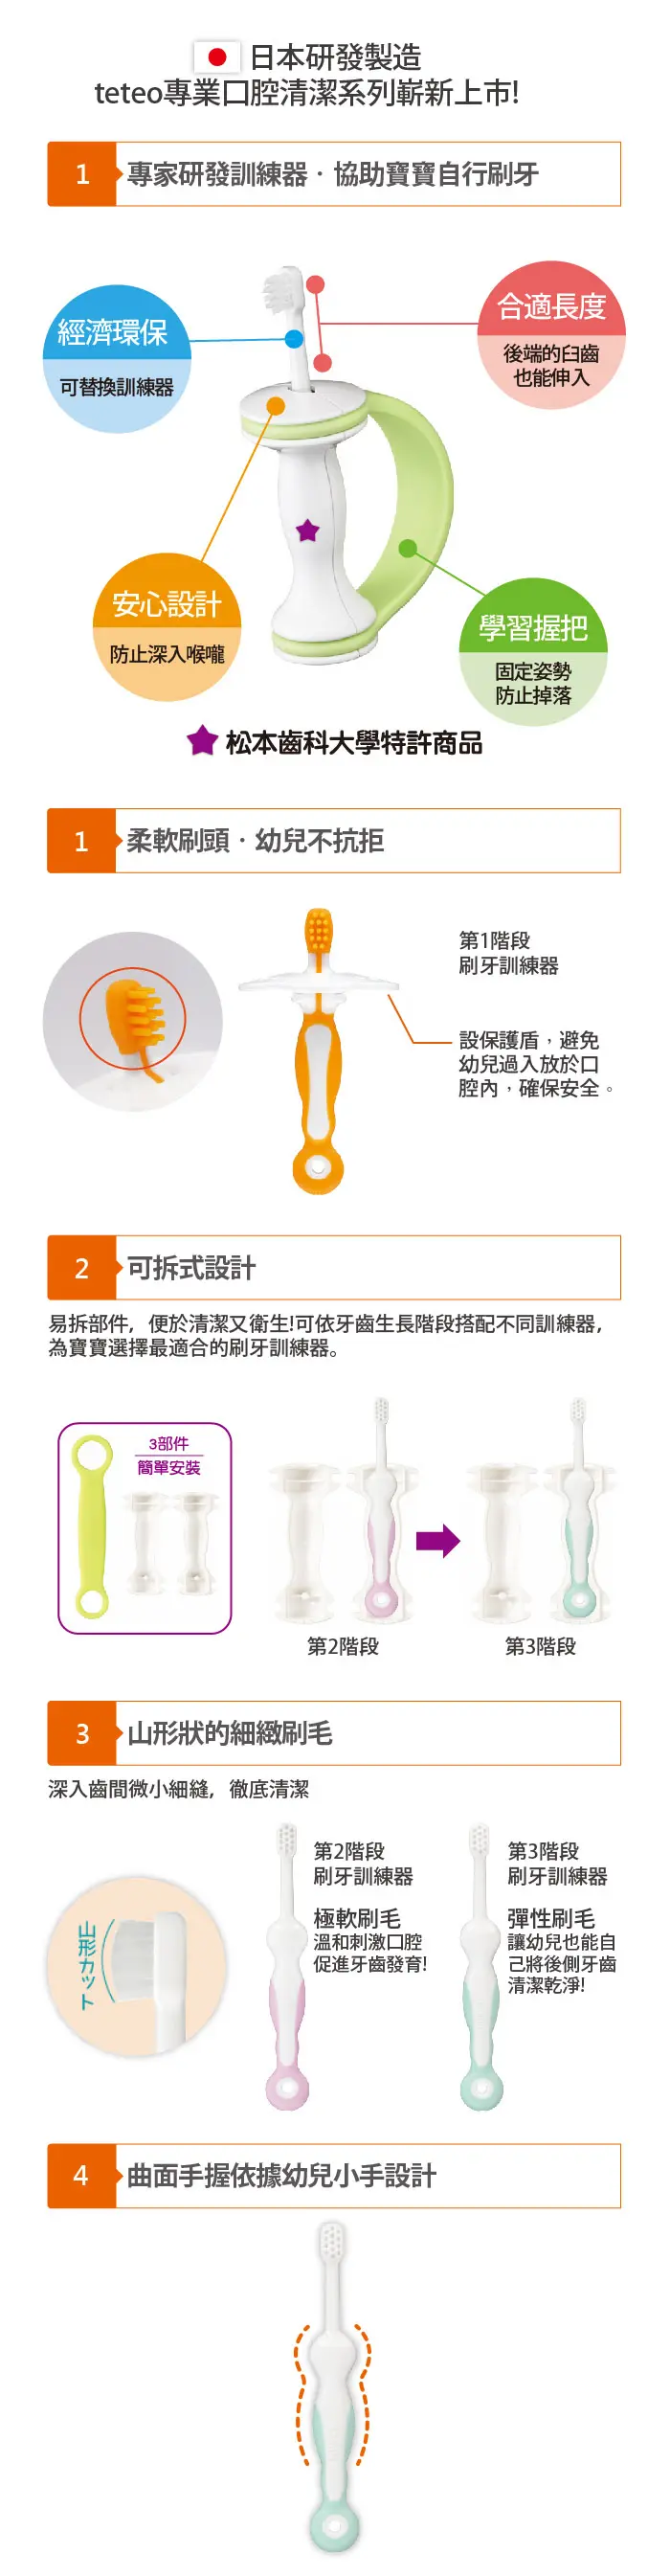 日本研發製造
teteo專業口腔清潔系列嶄新上市!
1 專家研發訓練器‧協助寶寶自行刷牙
經濟環保
可替換訓練器
合適長度
後端的臼齒
也能伸入
安心設計
防止深入喉嚨
學習握把
固定姿勢
防止掉落
松本齒科大學特許商品
1 柔軟刷頭‧幼兒不抗拒
第1階段
刷牙訓練器
設保護盾，避免
幼兒過入放於口
腔內，確保安全。
2 可拆式設計
易拆部件，便於清潔又衛生!可依牙齒生長階段搭配不同訓練器，
為寶寶選擇最適合的刷牙訓練器。
3部件
簡單安裝
第2階段
第3階段
3 山形狀的細緻刷毛
深入齒間微小細縫，徹底清潔
山形カット
第2階段
刷牙訓練器
極軟刷毛
溫和刺激口腔
促進牙齒發育!
第3階段
刷牙訓練器
彈性刷毛
讓幼兒也能自
己將後側牙齒
清潔乾淨!
4 曲面手握依據幼兒小手設計